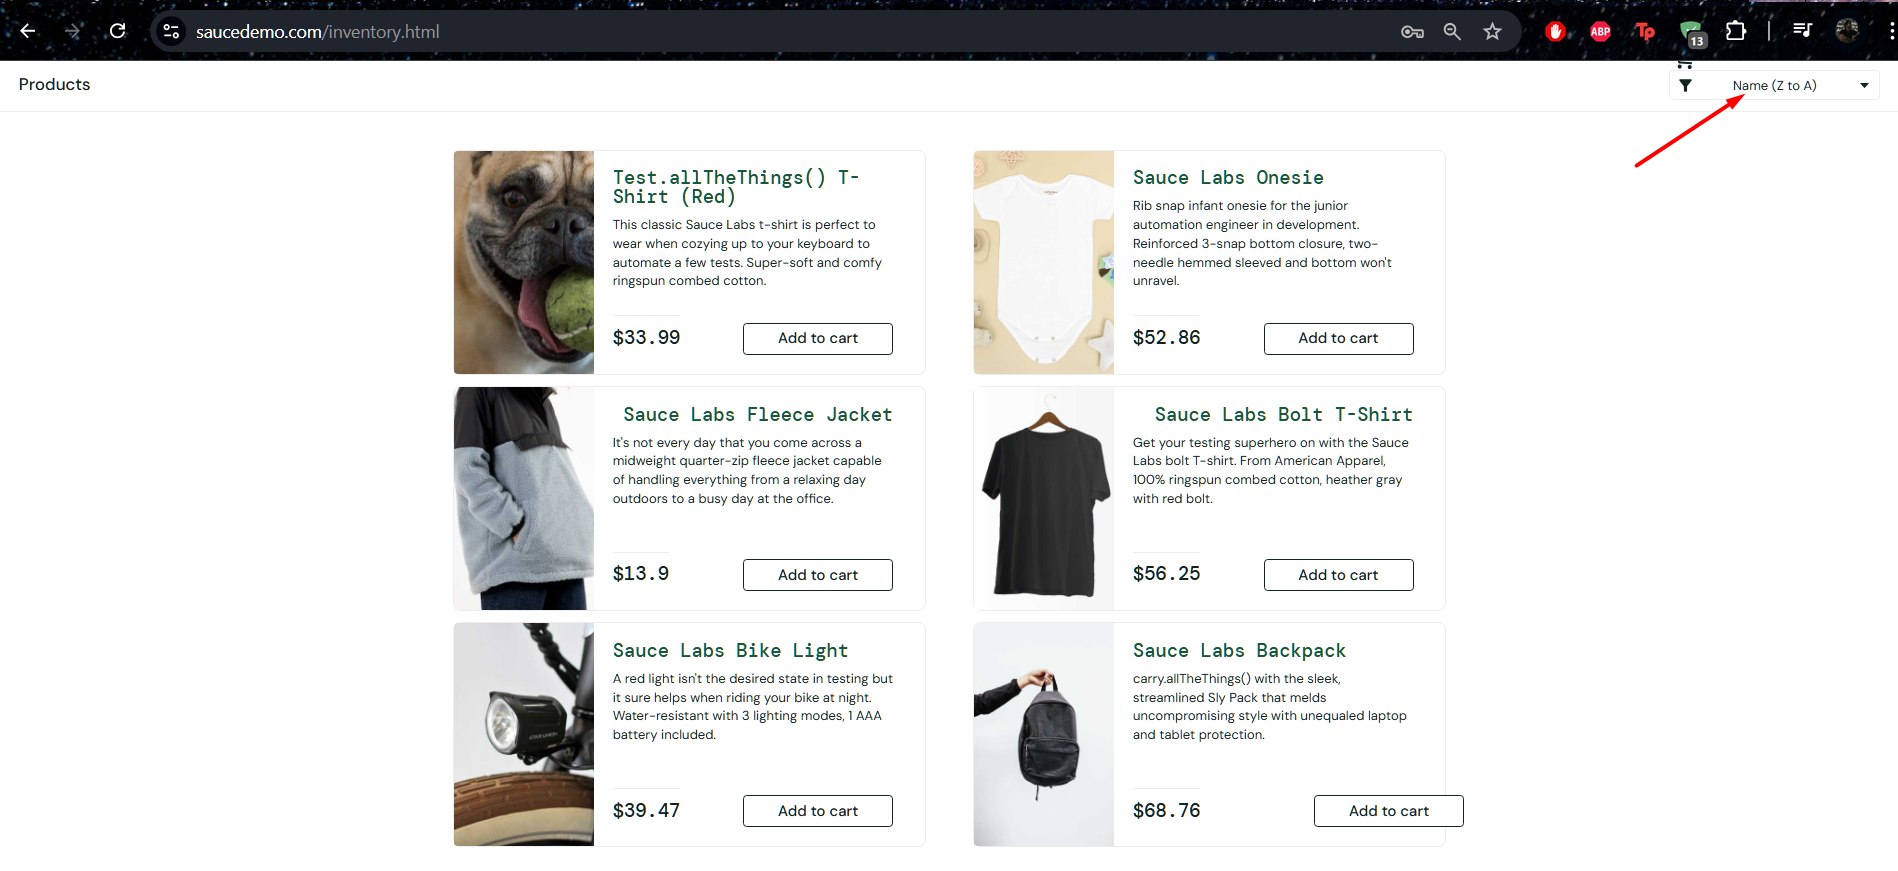 saucedemo.com/inventory.html
ABP
Tp
13
Products
Name (Z to A)
Test.allTheThings() T-
Shirt (Red)
This classic Sauce Labs t-shirt is perfect to
wear when cozying up to your keyboard to
automate a few tests. Super-soft and comfy
ringspun combed cotton.
$33.99
Add to cart
Sauce Labs Onesie
Rib snap infant onesie for the junior
automation engineer in development.
Reinforced 3-snap bottom closure, two-
needle hemmed sleeved and bottom won't
unravel.
$52.86
Add to cart
Sauce Labs Fleece Jacket
It's not every day that you come across a
midweight quarter-zip fleece jacket capable
of handling everything from a relaxing day
outdoors to a busy day at the office.
$13.9
Add to cart
Sauce Labs Bolt T-Shirt
Get your testing superhero on with the Sauce
Labs bolt T-shirt. From American Apparel,
100% ringspun combed cotton, heather gray
with red bolt.
$56.25
Add to cart
Sauce Labs Bike Light
A red light isn't the desired state in testing but
it sure helps when riding your bike at night.
Water-resistant with 3 lighting modes, 1 AAA
battery included.
$39.47
Add to cart
Sauce Labs Backpack
carry.allTheThings() with the sleek,
streamlined Sly Pack that melds
uncompromising style with unequaled laptop
and tablet protection.
$68.76
Add to cart